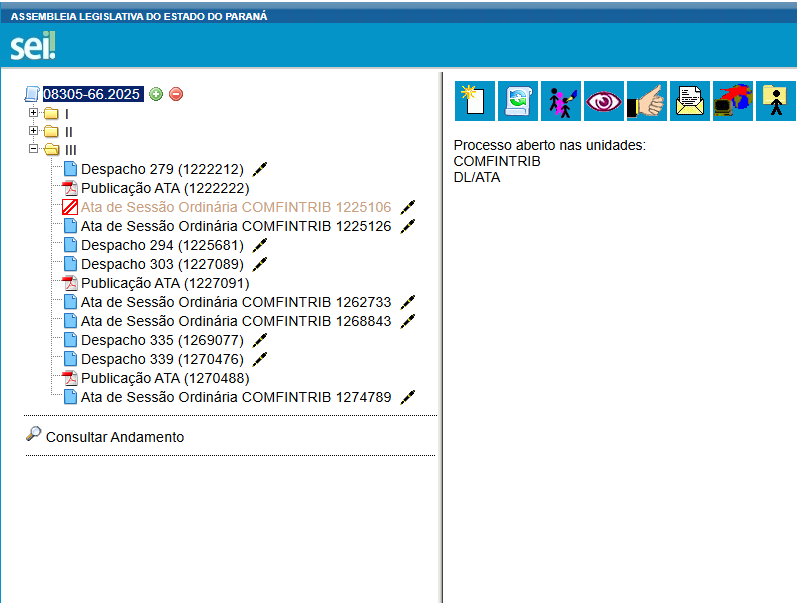 ASSEMBLEIA LEGISLATIVA DO ESTADO DO PARANÁ
sei!
08305-66.2025
I
II
III
Despacho 279 (1222212)
Publicação ATA (1222222)
Ata de Sessão Ordinária COMFINTRIB 1225106
Ata de Sessão Ordinária COMFINTRIB 1225126
Despacho 294 (1225681)
Despacho 303 (1227089)
Publicação ATA (1227091)
Ata de Sessão Ordinária COMFINTRIB 1262733
Ata de Sessão Ordinária COMFINTRIB 1268843
Despacho 335 (1269077)
Despacho 339 (1270476)
Publicação ATA (1270488)
Ata de Sessão Ordinária COMFINTRIB 1274789
Consultar Andamento
Processo aberto nas unidades:
COMFINTRIB
DL/ATA